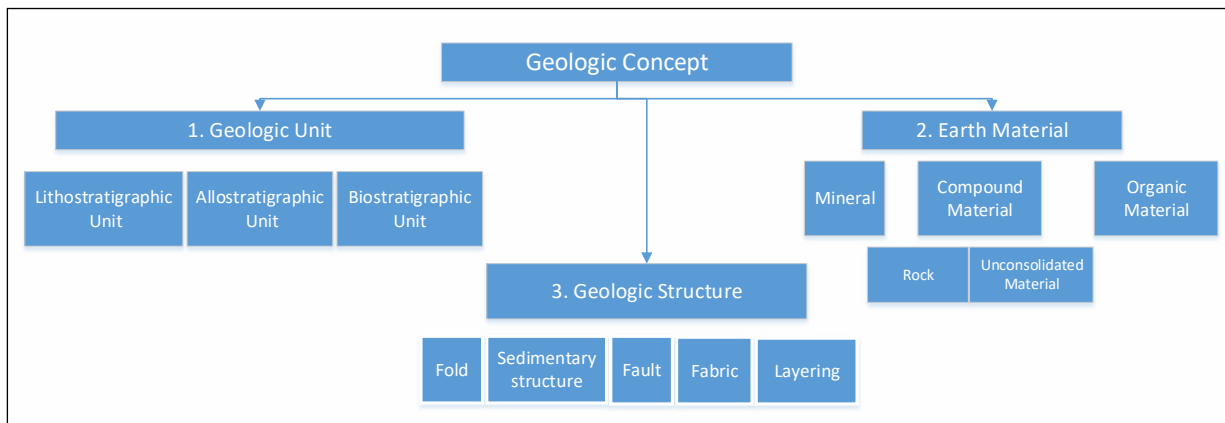 Geologic Concept
1. Geologic Unit
2. Earth Material
Lithostratigraphic
Unit
Allostratigraphic
Unit
Biostratigraphic
Unit
Mineral
Compound
Material
Organic
Material
Rock
Unconsolidated
Material
3. Geologic Structure
Fold
Sedimentary
structure
Fault
Fabric
Layering